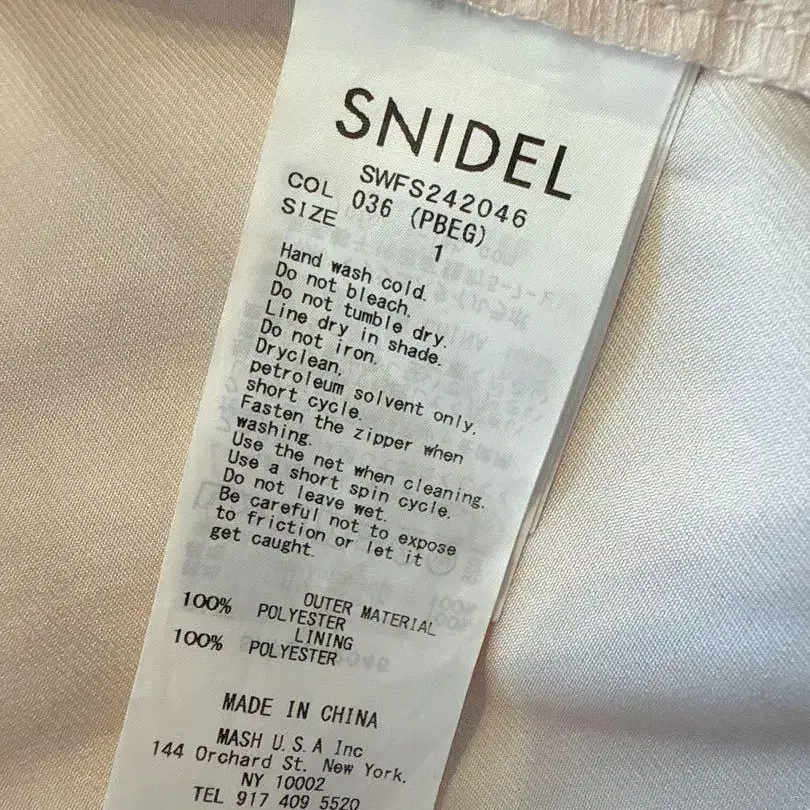 SNIDEL
SWFS242046
COL 036 (PBEG)
SIZE 1
Hand wash cold.
Do not bleach.
Do not tumble dry.
Line dry in shade.
Do not iron.
Dryclean,
petroleum solvent only,
short cycle.
Fasten the zipper when
washing.
Use the net when cleaning.
Use a short spin cycle.
Do not leave wet.
Be careful not to expose
to friction or let it
get caught.
OUTER MATERIAL
100% POLYESTER
LINING
100% POLYESTER
MADE IN CHINA
MASH U.S.A Inc
144 Orchard St. New York.
NY 10002
TEL 917 409 5520